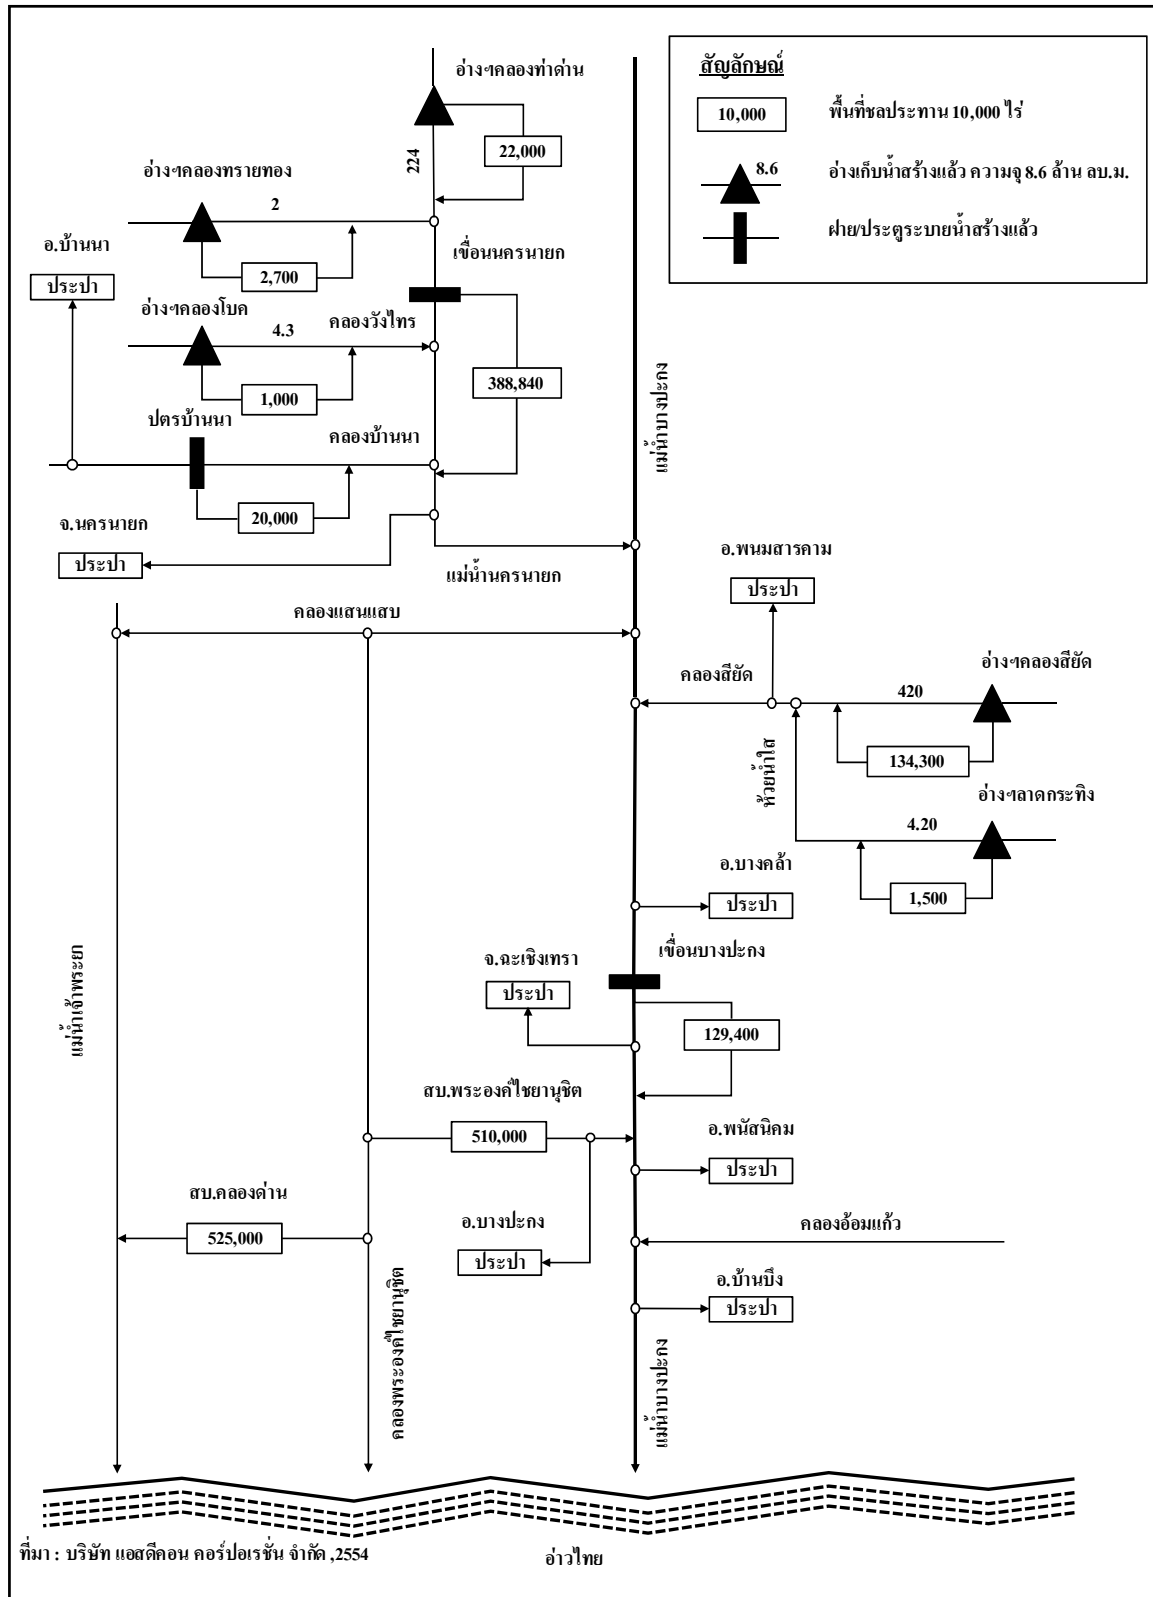 สัญลักษณ์
10,000
พื้นที่ชลประทาน 10,000 ไร่
8.6
อ่างเก็บน้ำสร้างแล้ว ความจุ 8.6 ล้าน ลบ.ม.
ฝาย/ประตูระบายน้ำสร้างแล้ว
อ่างฯคลองท่าด่าน
22,000
224
อ่างฯคลองทรายทอง
2
2,700
เขื่อนนครนายก
อ.บ้านนา
ประปา
อ่างฯคลองโบด
4.3
คลองวังไทร
1,000
388,840
ปตรบ้านนา
คลองบ้านนา
20,000
จ.นครนายก
ประปา
แม่น้ำนครนายก
แม่น้ำบางปะกง
คลองแสนแสบ
อ.พนมสารคาม
ประปา
คลองสียัด
420
อ่างฯคลองสียัด
134,300
ห้วยน้ำใส
อ่างฯลาดกระทิง
4.20
1,500
อ.บางคล้า
ประปา
เขื่อนบางปะกง
จ.ฉะเชิงเทรา
ประปา
129,400
แม่น้ำเจ้าพระยา
สบ.พระองค์ไชยานุชิต
510,000
อ.พนัสนิคม
ประปา
สบ.คลองด่าน
525,000
อ.บางปะกง
ประปา
คลองอ้อมแก้ว
อ.บ้านบึง
ประปา
คลองพระองค์ไชยานุชิต
แม่น้ำบางปะกง
ที่มา : บริษัท แอสดีคอน คอร์ปอเรชั่น จำกัด ,2554
อ่าวไทย